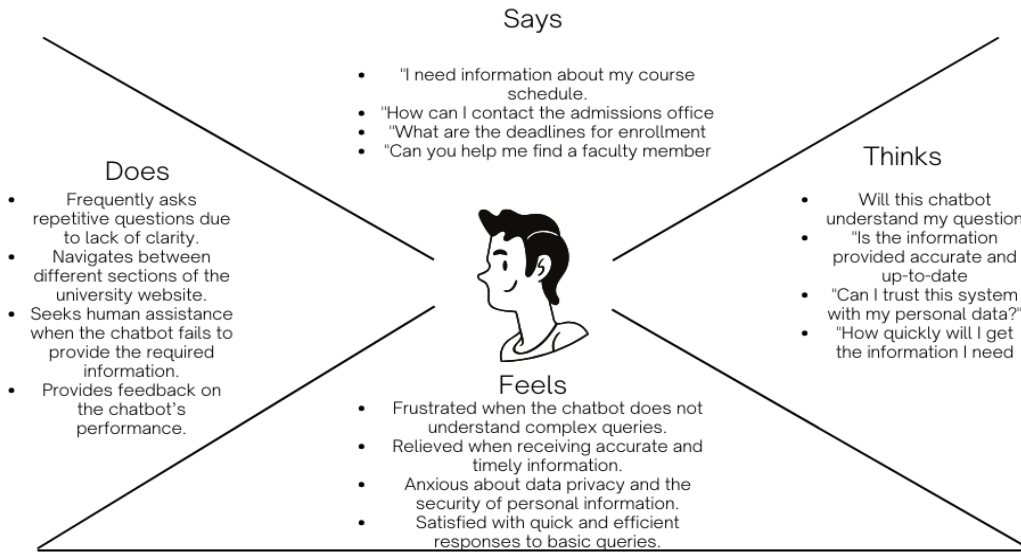 Says
• "I need information about my course
schedule.
• "How can I contact the admissions office
• "What are the deadlines for enrollment
• "Can you help me find a faculty member
Does
• Frequently asks
repetitive questions due
to lack of clarity.
• Navigates between
different sections of the
university website.
• Seeks human assistance
when the chatbot fails to
provide the required
information.
• Provides feedback on
the chatbot's
performance.
Thinks
• Will this chatbot
understand my question
• "Is the information
provided accurate and
up-to-date
• "Can I trust this system
with my personal data?"
• "How quickly will I get
the information I need
Feels
• Frustrated when the chatbot does not
understand complex queries.
• Relieved when receiving accurate and
timely information.
• Anxious about data privacy and the
security of personal information.
• Satisfied with quick and efficient
responses to basic queries.